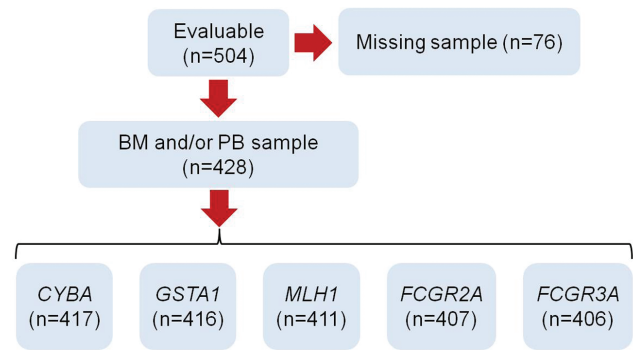 Evaluable
(n=504)
Missing sample (n=76)
BM and/or PB sample
(n=428)
CYBA
(n=417)
GSTA1
(n=416)
MLH1
(n=411)
FCGR2A
(n=407)
FCGR3A
(n=406)